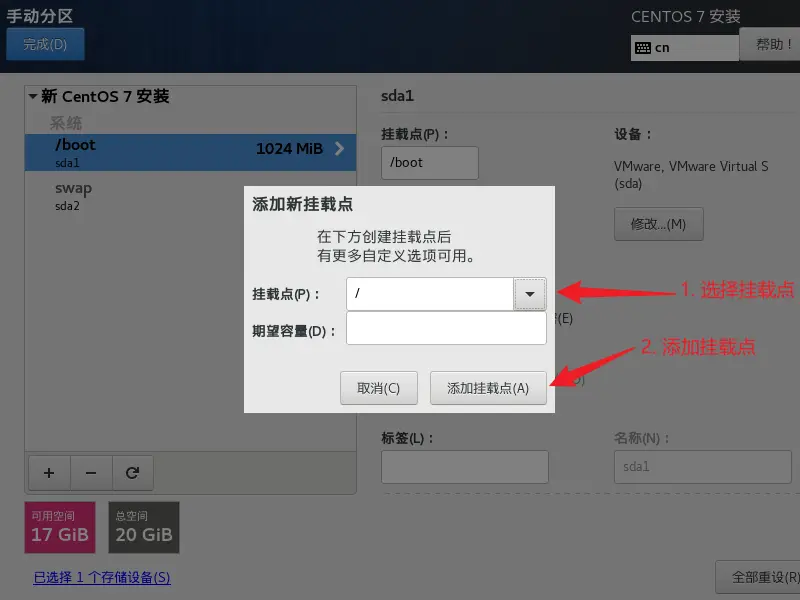 手动分区
完成(D)
CENTOS 7 安装
cn
帮助！
新 CentOS 7 安装
系统
/boot
1024 MiB
sda1
swap
sda2
sda1
挂载点(P)：
/boot
设备：
VMware, VMware Virtual S
(sda)
修改...(M)
添加新挂载点
在下方创建挂载点后
有更多自定义选项可用。
挂载点(P)：
/
期望容量(D)：
取消(C)
添加挂载点(A)
1. 选择挂载点
2. 添加挂载点
(E)
标签(L)：
名称(N)：
sda1
可用空间
17 GiB
总空间
20 GiB
已选择 1 个存储设备(S)
全部重设(R)